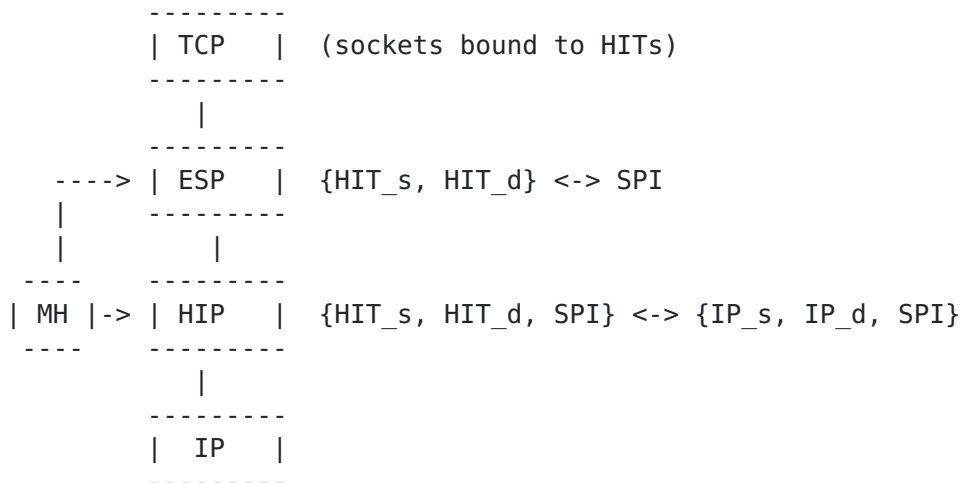 ---------
| TCP | (sockets bound to HITs)
---------
|
---------
----> | ESP | {HIT_s, HIT_d} <-> SPI
| ---------
| |
---- ---------
| MH |-> | HIP | {HIT_s, HIT_d, SPI} <-> {IP_s, IP_d, SPI}
---- ---------
|
---------
| IP |
---------